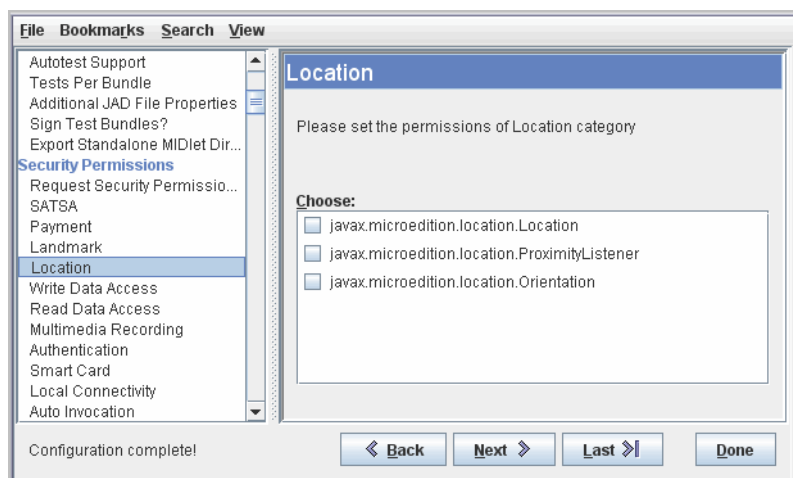 File Bookmarks Search View
Autotest Support
Tests Per Bundle
Additional JAD File Properties
Sign Test Bundles?
Export Standalone MIDlet Dir...
Security Permissions
Request Security Permissio...
SATSA
Payment
Landmark
Location
Write Data Access
Read Data Access
Multimedia Recording
Authentication
Smart Card
Local Connectivity
Auto Invocation
Location
Please set the permissions of Location category
Choose:
javax.microedition.location.Location
javax.microedition.location.ProximityListener
javax.microedition.location.Orientation
Configuration complete!
Back Next Last Done